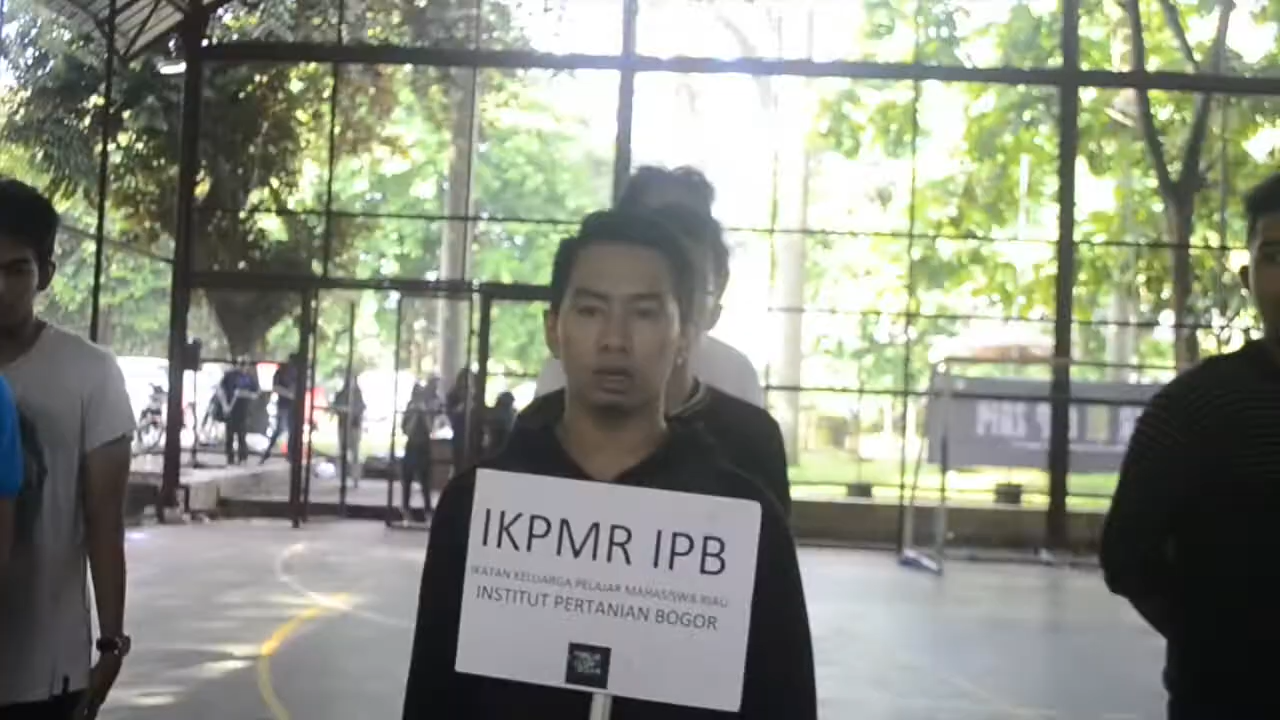 IKPMR IPB
IKATAN KELUARGA PELAJAR MAHASISWA RIAU
INSTITUT PERTANIAN BOGOR